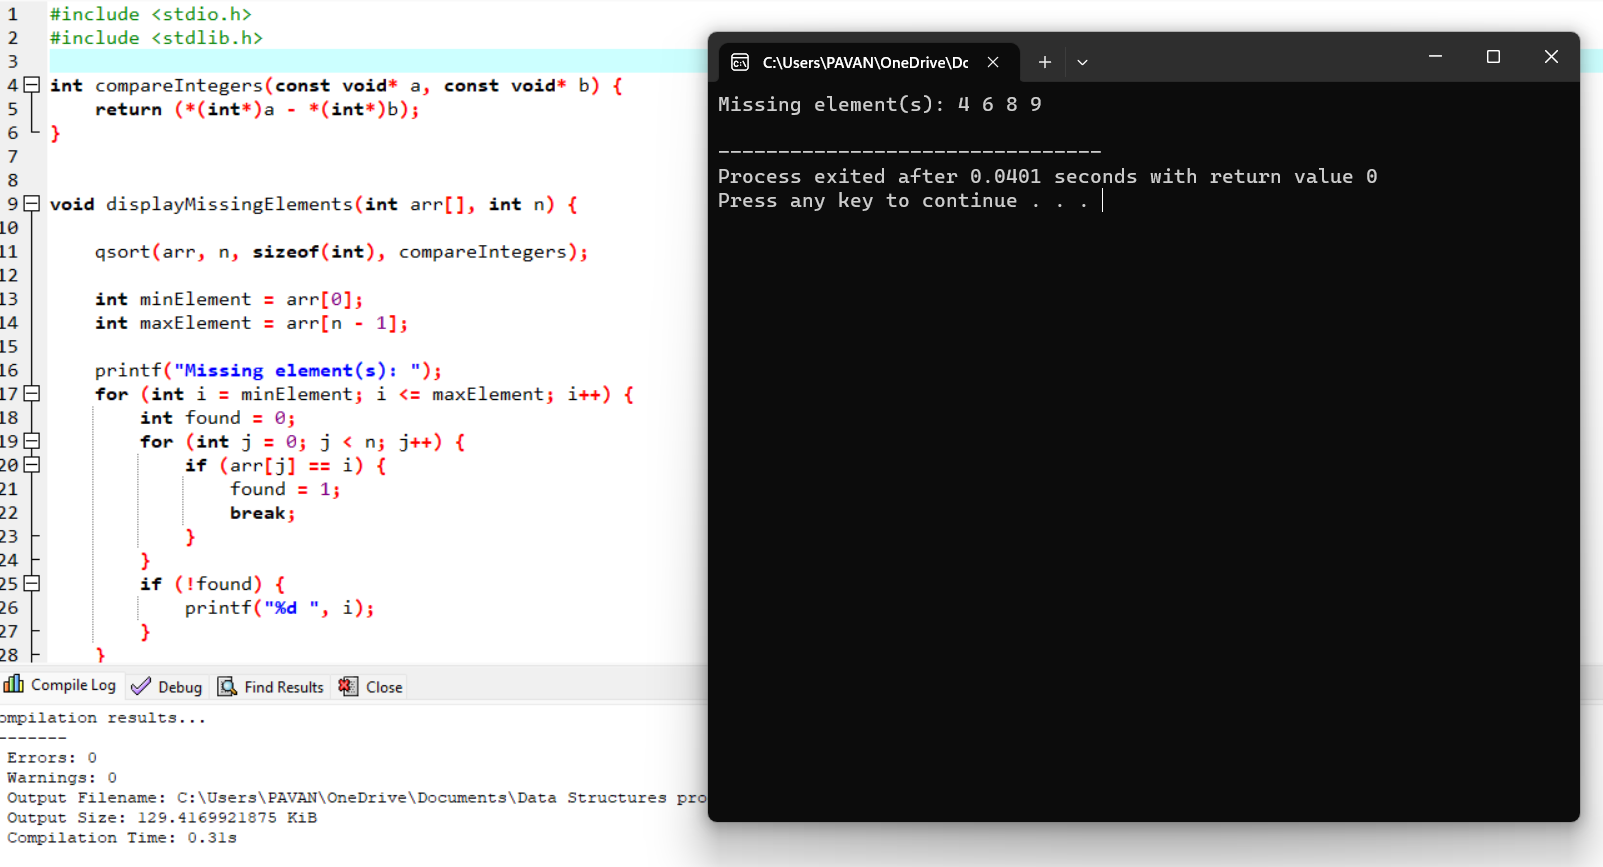 1 #include <stdio.h>
2 #include <stdlib.h>
3
4 int compareIntegers(const void* a, const void* b) {
5 return (*(int*)a - *(int*)b);
6 }
7
8
9 void displayMissingElements(int arr[], int n) {
10
11 qsort(arr, n, sizeof(int), compareIntegers);
12
13 int minElement = arr[0];
14 int maxElement = arr[n - 1];
15
16 printf("Missing element(s): ");
17 for (int i = minElement; i <= maxElement; i++) {
18 int found = 0;
19 for (int j = 0; j < n; j++) {
20 if (arr[j] == i) {
21 found = 1;
22 break;
23 }
24 }
25 if (!found) {
26 printf("%d ", i);
27 }
28 }
C:\Users\PAVAN\OneDrive\Dc
Missing element(s): 4 6 8 9
--------------------------------
Process exited after 0.0401 seconds with return value 0
Press any key to continue . . .
Compile Log Debug Find Results Close
ompilation results...
-------
Errors: 0
Warnings: 0
Output Filename: C:\Users\PAVAN\OneDrive\Documents\Data Structures pro
Output Size: 129.4169921875 KiB
Compilation Time: 0.31s